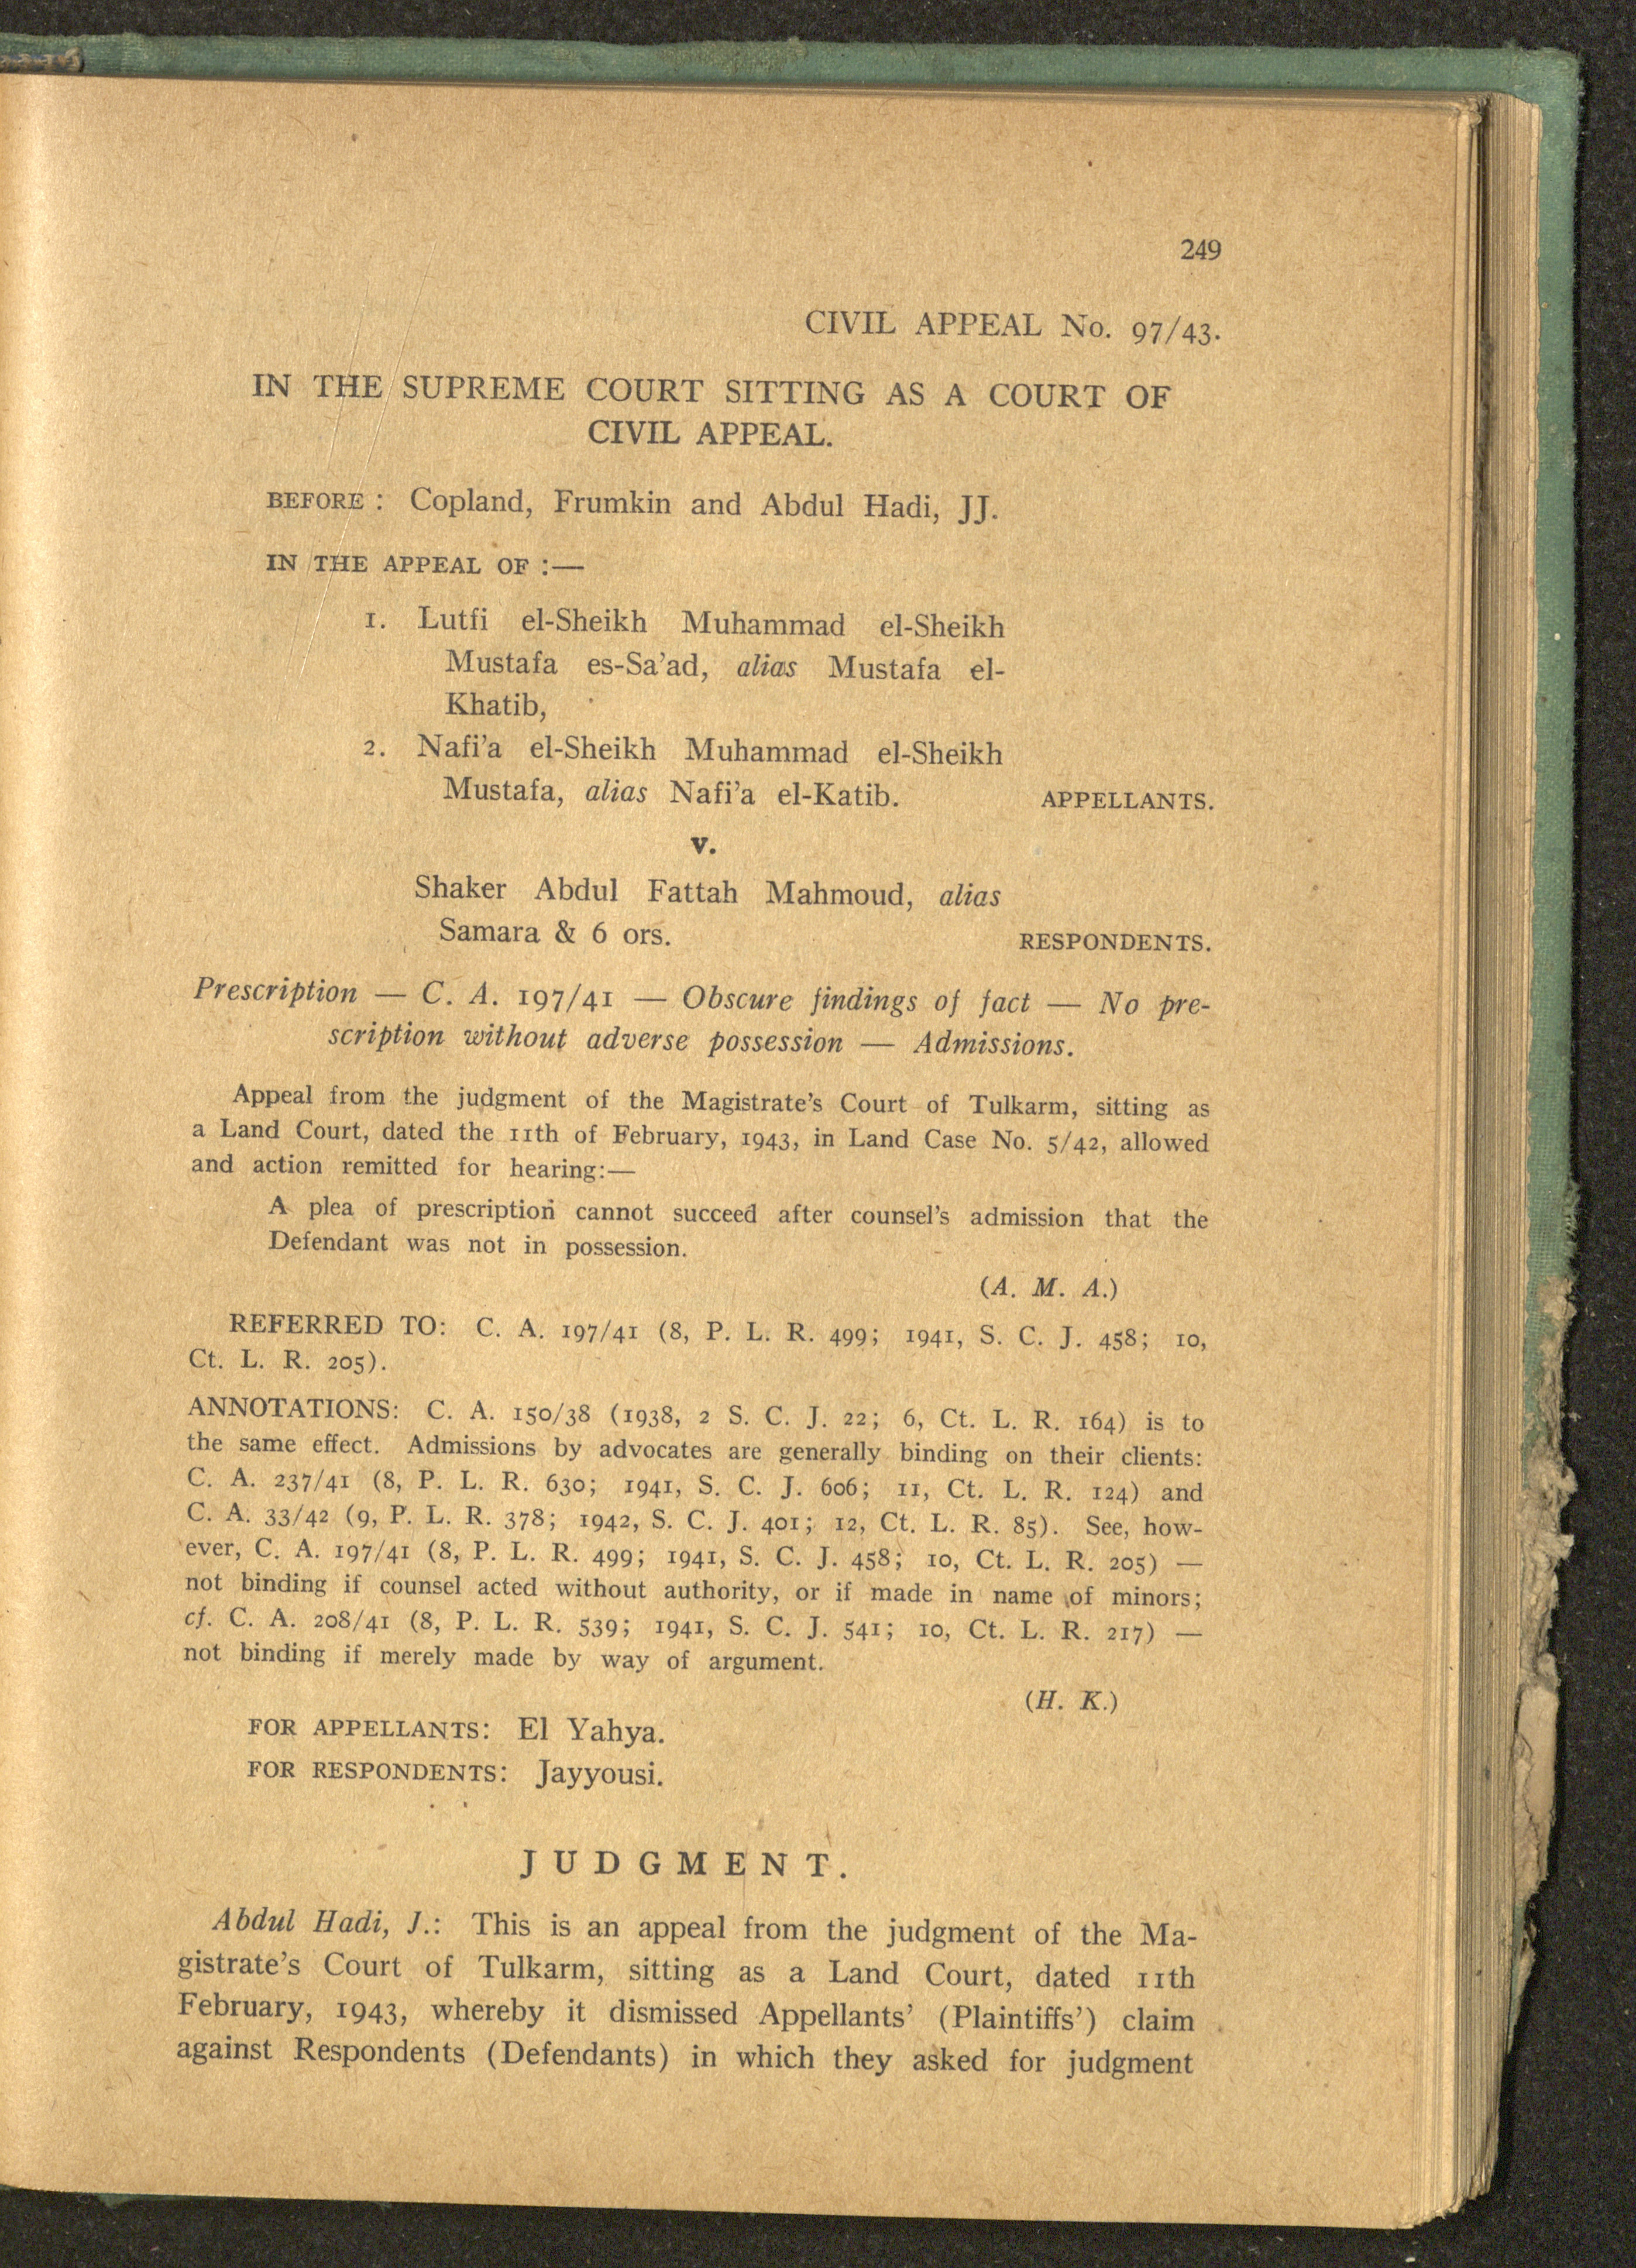 249
CIVIL APPEAL No. 97/43.
IN THE SUPREME COURT SITTING AS A COURT OF
CIVIL APPEAL.
BEFORE : Copland, Frumkin and Abdul Hadi, JJ.
IN THE APPEAL OF :—
1. Lutfi el-Sheikh Muhammad el-Sheikh
Mustafa es-Sa'ad, alias Mustafa el-
Khatib,
2. Nafi'a el-Sheikh Muhammad el-Sheikh
Mustafa, alias Nafi'a el-Katib. APPELLANTS.
v.
Shaker Abdul Fattah Mahmoud, alias
Samara & 6 ors. RESPONDENTS.
Prescription — C. A. 197/41 — Obscure findings of fact — No pre-
scription without adverse possession — Admissions.
Appeal from the judgment of the Magistrate's Court of Tulkarm, sitting as
a Land Court, dated the 11th of February, 1943, in Land Case No. 5/42, allowed
and action remitted for hearing:—
A plea of prescription cannot succeed after counsel's admission that the
Defendant was not in possession.
(A. M. A.)
REFERRED TO: C. A. 197/41 (8, P. L. R. 499; 1941, S. C. J. 458; 10,
Ct. L. R. 205).
ANNOTATIONS: C. A. 150/38 (1938, 2 S. C. J. 22; 6, Ct. L. R. 164) is to
the same effect. Admissions by advocates are generally binding on their clients:
C. A. 237/41 (8, P. L. R. 630; 1941, S. C. J. 606; 11, Ct. L. R. 124) and
C. A. 33/42 (9, P. L. R. 378; 1942, S. C. J. 401; 12, Ct. L. R. 85). See, how-
ever, C. A. 197/41 (8, P. L. R. 499; 1941, S. C. J. 458; 10, Ct. L. R. 205) —
not binding if counsel acted without authority, or if made in name of minors;
cf. C. A. 208/41 (8, P. L. R. 539; 1941, S. C. J. 541; 10, Ct. L. R. 217) —
not binding if merely made by way of argument.
(H. K.)
FOR APPELLANTS: El Yahya.
FOR RESPONDENTS: Jayyousi.
JUDGMENT.
Abdul Hadi, J.: This is an appeal from the judgment of the Ma-
gistrate's Court of Tulkarm, sitting as a Land Court, dated 11th
February, 1943, whereby it dismissed Appellants' (Plaintiffs') claim
against Respondents (Defendants) in which they asked for judgment